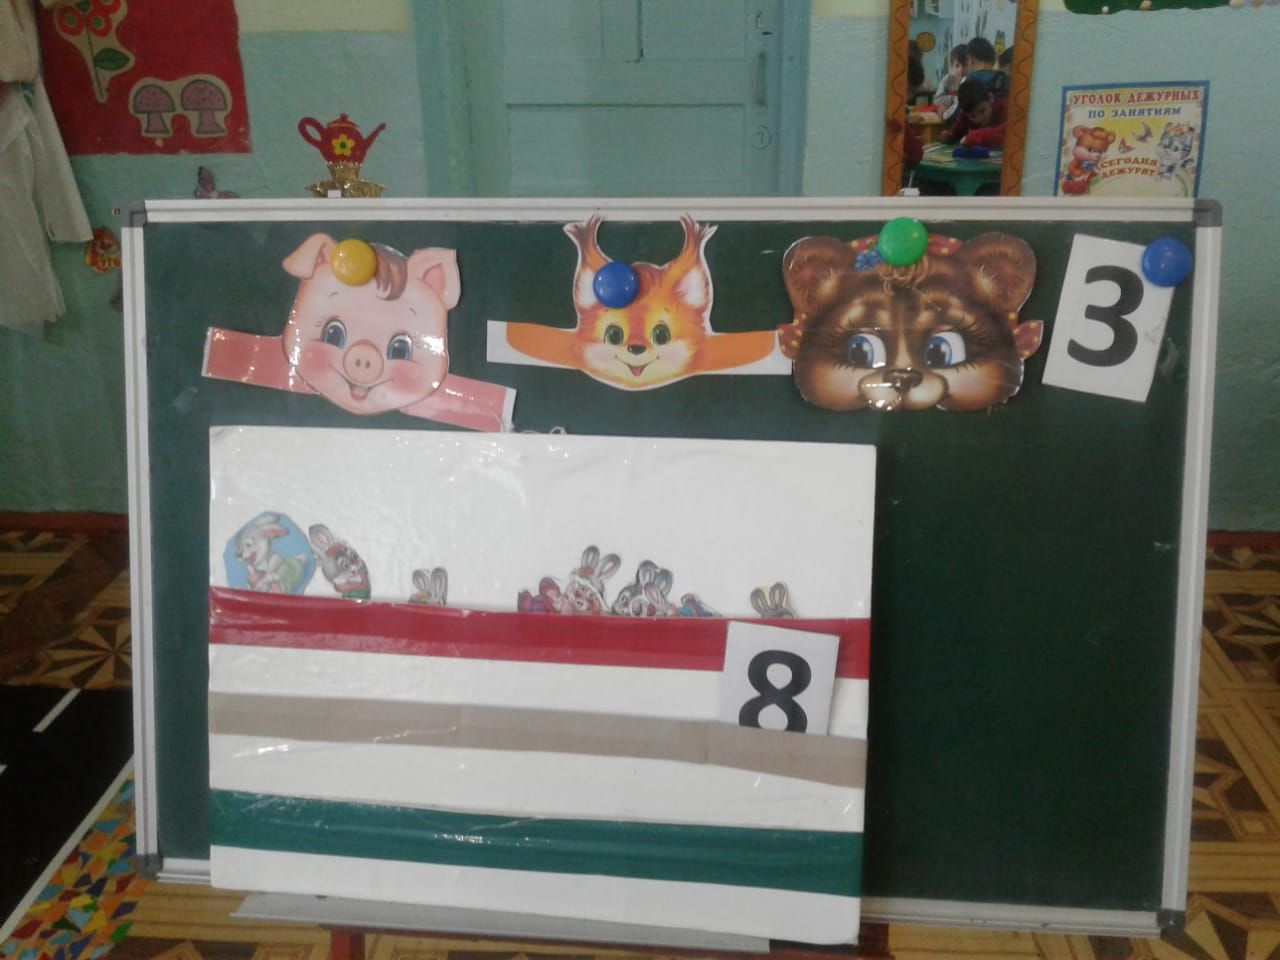 УГОЛОК ДЕЖУРНЫХ
ПО ЗАНЯТИЯМ
СЕГОДНЯ
ДЕЖУРЯТ
3
8